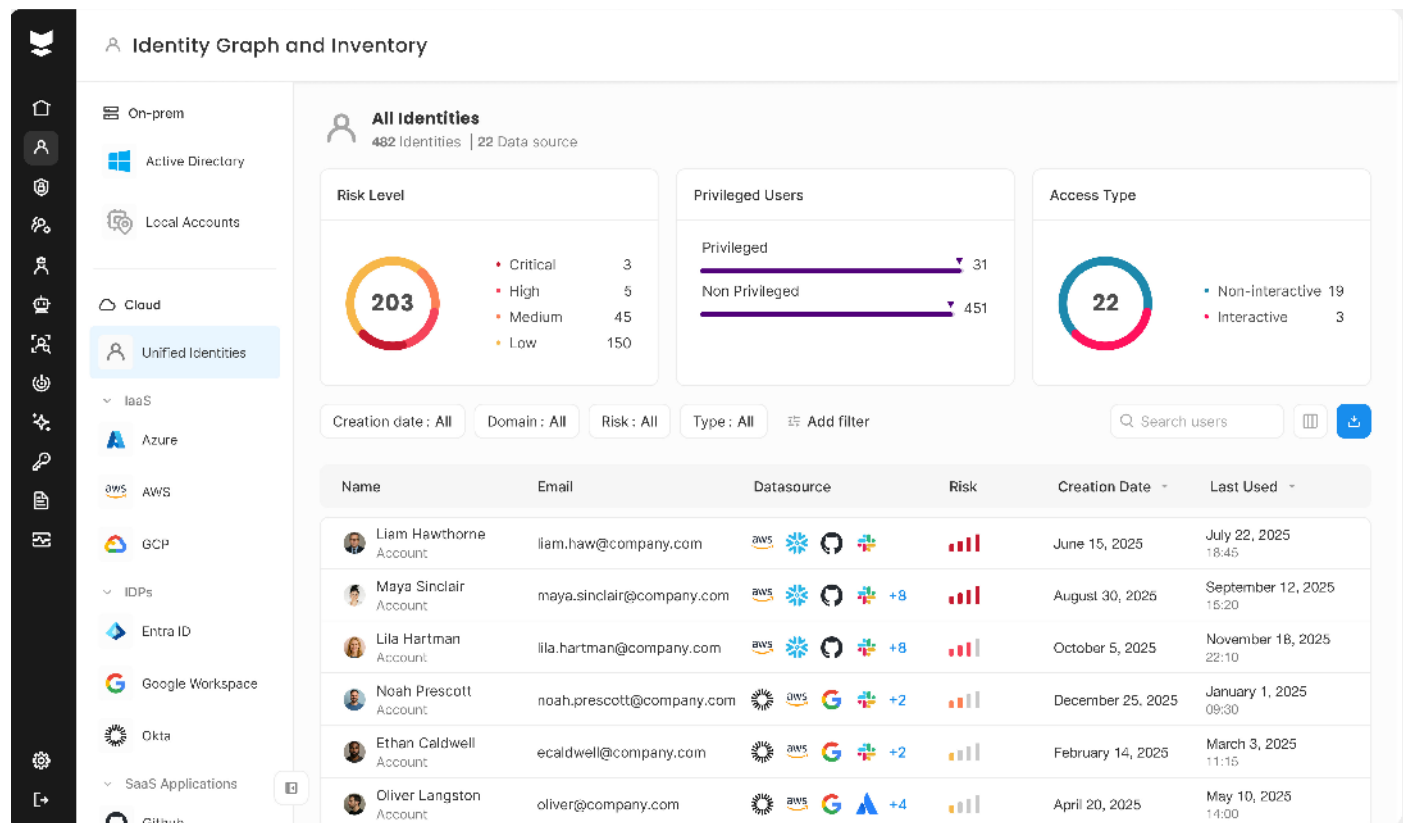 Identity Graph and Inventory
On-prem
Active Directory
Local Accounts
Cloud
Unified Identities
IaaS
Azure
aws AWS
GCP
IDPs
Entra ID
Google Workspace
Okta
SaaS Applications
Github
All Identities
482 Identities | 22 Data source
Risk Level
203
Critical 3
High 5
Medium 45
Low 150
Privileged Users
Privileged
31
Non Privileged
451
Access Type
22
Non-interactive 19
Interactive 3
Creation date : All Domain : All Risk : All Type : All Add filter Search users
Name Email Datasource Risk Creation Date Last Used
Liam Hawthorne
Account
liam.haw@company.com aws June 15, 2025 July 22, 2025
18:45
Maya Sinclair
Account
maya.sinclair@company.com aws +8 August 30, 2025 September 12, 2025
15:20
Lila Hartman
Account
lila.hartman@company.com aws +8 October 5, 2025 November 18, 2025
22:10
Noah Prescott
Account
noah.prescott@company.com aws +2 December 25, 2025 January 1, 2025
09:30
Ethan Caldwell
Account
ecaldwell@company.com aws +2 February 14, 2025 March 3, 2025
11:15
Oliver Langston
Account
oliver@company.com aws +4 April 20, 2025 May 10, 2025
14:00